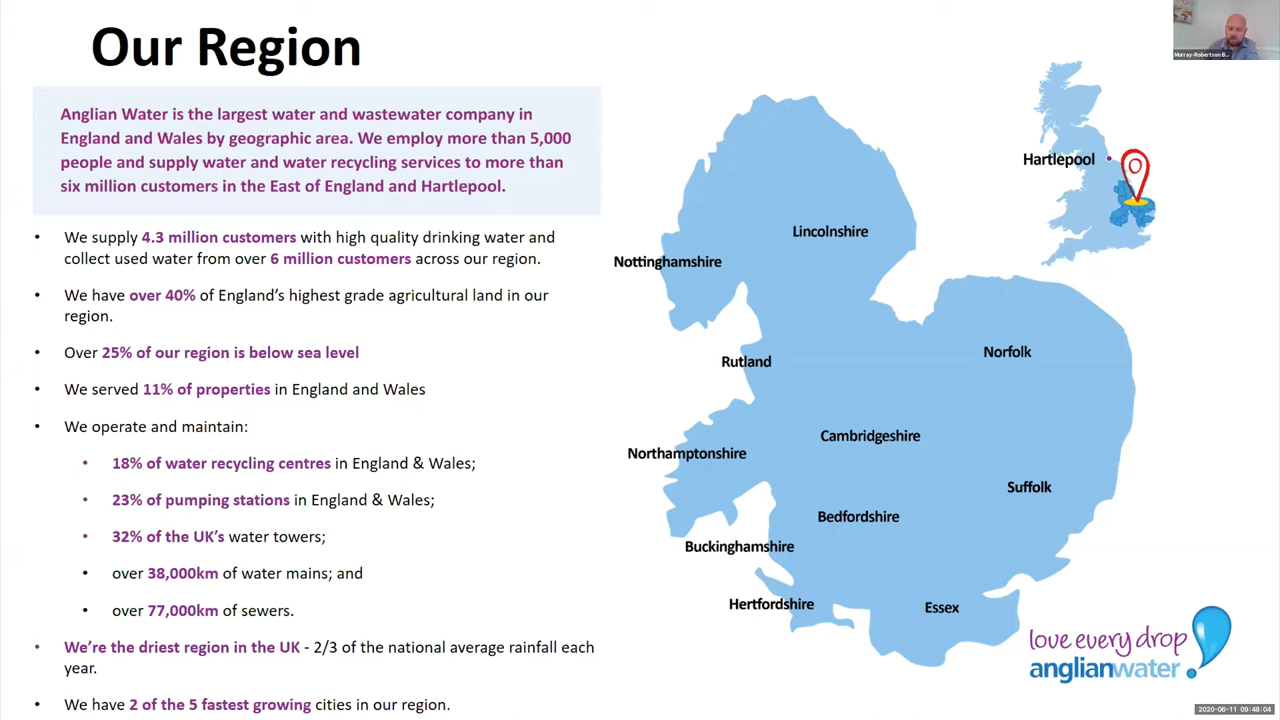 Our Region
Murray-Robertson B...
Anglian Water is the largest water and wastewater company in
England and Wales by geographic area. We employ more than 5,000
people and supply water and water recycling services to more than
six million customers in the East of England and Hartlepool.
• We supply 4.3 million customers with high quality drinking water and
collect used water from over 6 million customers across our region.
• We have over 40% of England’s highest grade agricultural land in our
region.
• Over 25% of our region is below sea level
• We served 11% of properties in England and Wales
• We operate and maintain:
• 18% of water recycling centres in England & Wales;
• 23% of pumping stations in England & Wales;
• 32% of the UK’s water towers;
• over 38,000km of water mains; and
• over 77,000km of sewers.
• We’re the driest region in the UK - 2/3 of the national average rainfall each
year.
• We have 2 of the 5 fastest growing cities in our region.
Hartlepool
Lincolnshire
Nottinghamshire
Norfolk
Rutland
Cambridgeshire
Northamptonshire
Suffolk
Bedfordshire
Buckinghamshire
Hertfordshire
Essex
love every drop
anglianwater
2020-06-11 09:48:04